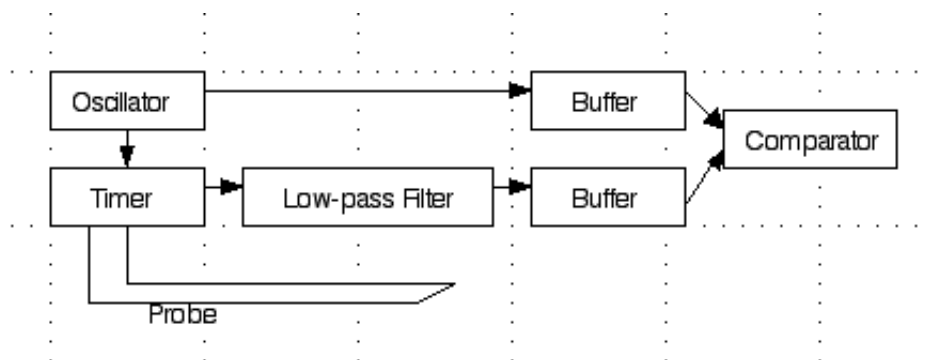 Oscillator
Buffer
Comparator
Timer
Low-pass Filter
Buffer
Probe